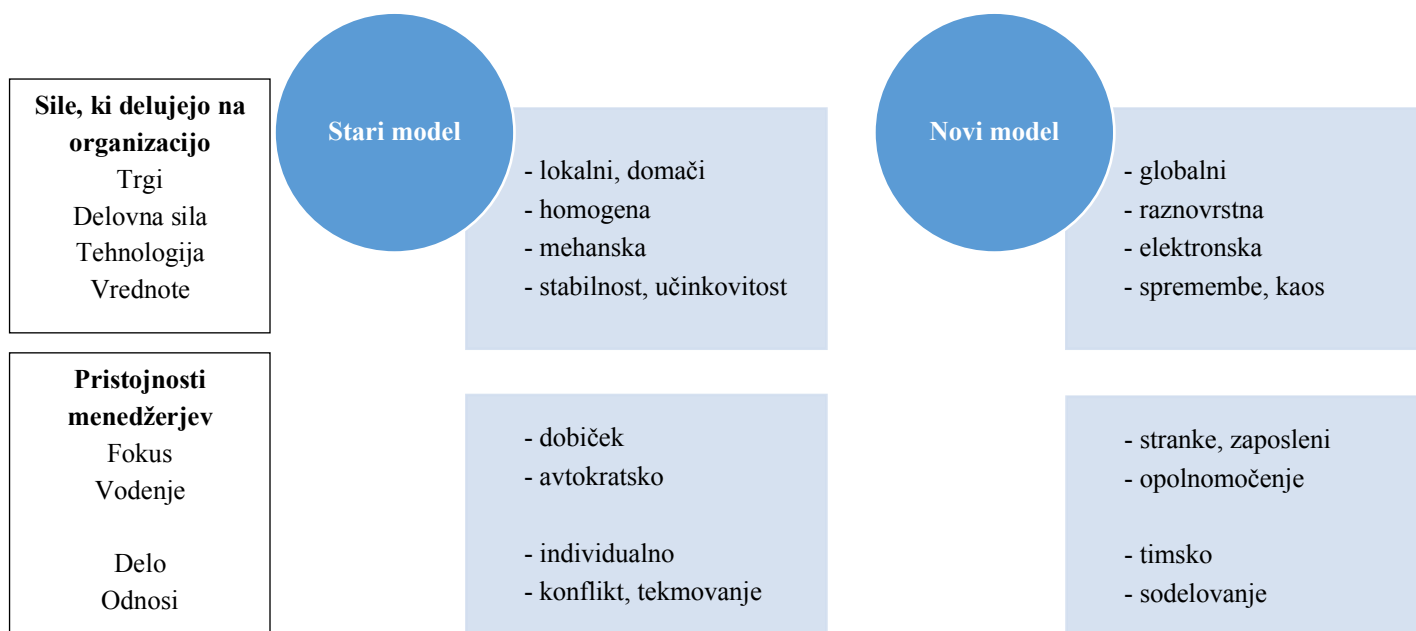 Sile, ki delujejo na
organizacijo
Trgi
Delovna sila
Tehnologija
Vrednote
Stari model
- lokalni, domači
- homogena
- mehanska
- stabilnost, učinkovitost
Novi model
- globalni
- raznovrstna
- elektronska
- spremembe, kaos
Pristojnosti
menedžerjev
Fokus
Vodenje
Delo
Odnosi
- dobiček
- avtokratsko
- individualno
- konflikt, tekmovanje
- stranke, zaposleni
- opolnomočenje
- timsko
- sodelovanje